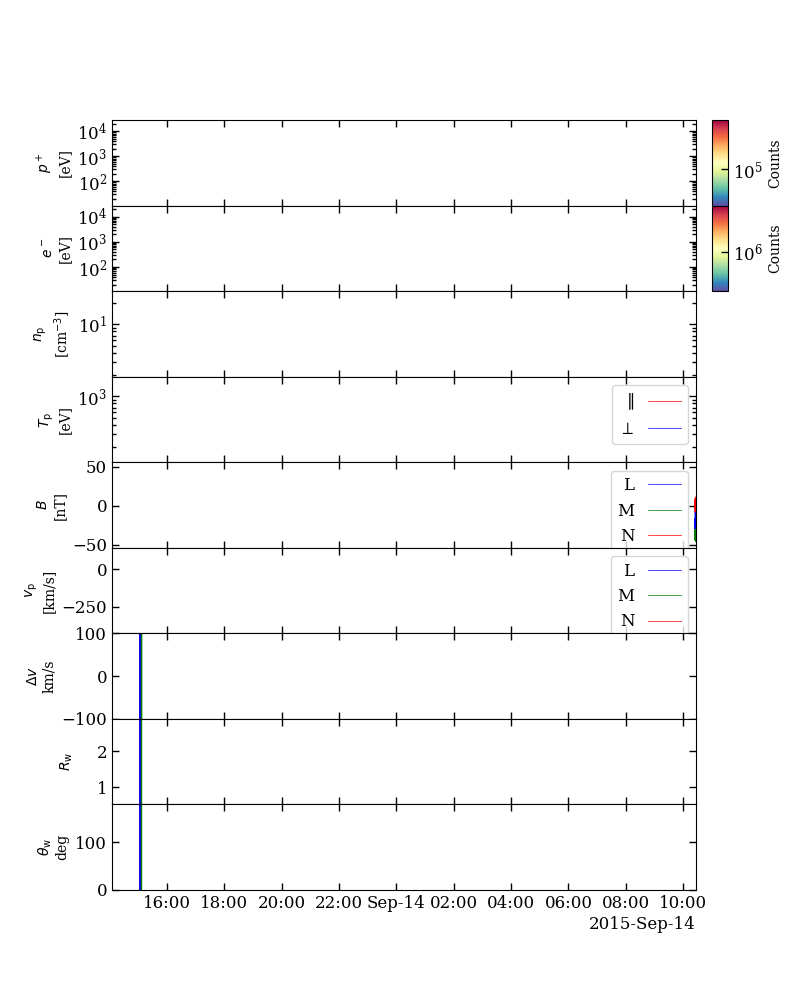 10⁴
10³
10²
p⁺
[eV]
10⁵
Counts
10⁴
10³
10²
e⁻
[eV]
10⁶
Counts
10¹
nₚ
[cm⁻³]
10³
Tₚ
[eV]
∥
⊥
50
0
−50
B
[nT]
L
M
N
0
−250
vₚ
[km/s]
L
M
N
100
0
−100
Δv
km/s
2
1
R_w
100
0
θ_w
deg
16:00 18:00 20:00 22:00 Sep-14 02:00 04:00 06:00 08:00 10:00
2015-Sep-14